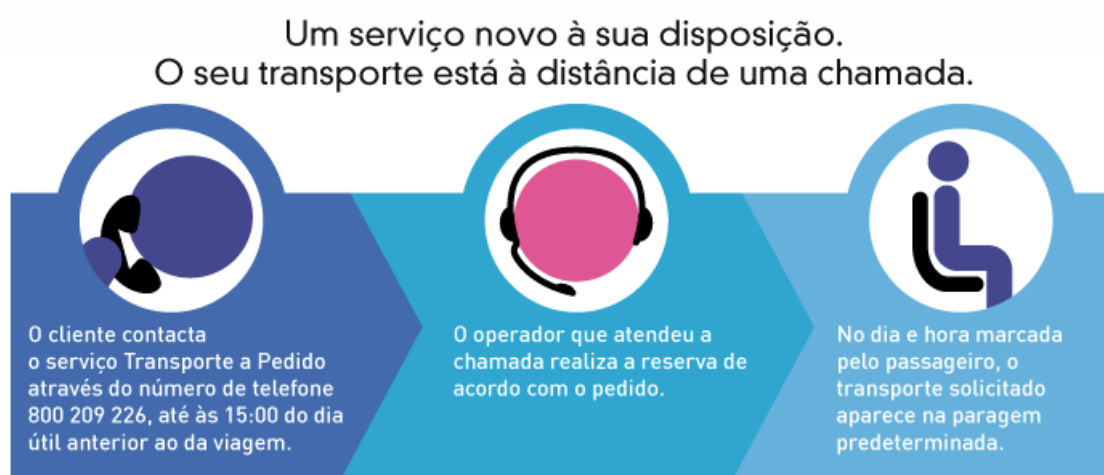 Um serviço novo à sua disposição.
O seu transporte está à distância de uma chamada.
O cliente contacta
o serviço Transporte a Pedido
através do número de telefone
800 209 226, até às 15:00 do dia
útil anterior ao da viagem.
O operador que atendeu a
chamada realiza a reserva de
acordo com o pedido.
No dia e hora marcada
pelo passageiro, o
transporte solicitado
aparece na paragem
predeterminada.